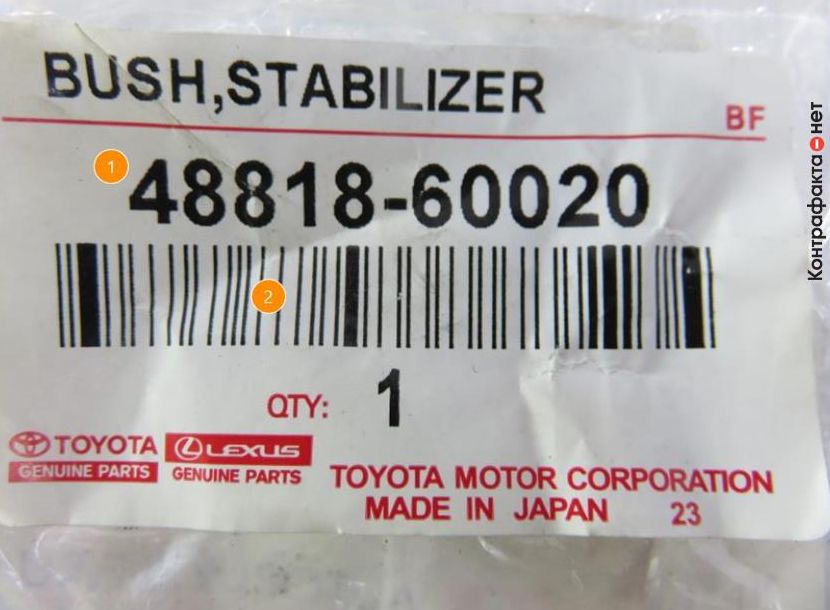 BUSH,STABILIZER
BF
1
48818-60020
2
QTY: 1
TOYOTA
GENUINE PARTS
LEXUS
GENUINE PARTS
TOYOTA MOTOR CORPORATION
MADE IN JAPAN 23
Контрафакта нет